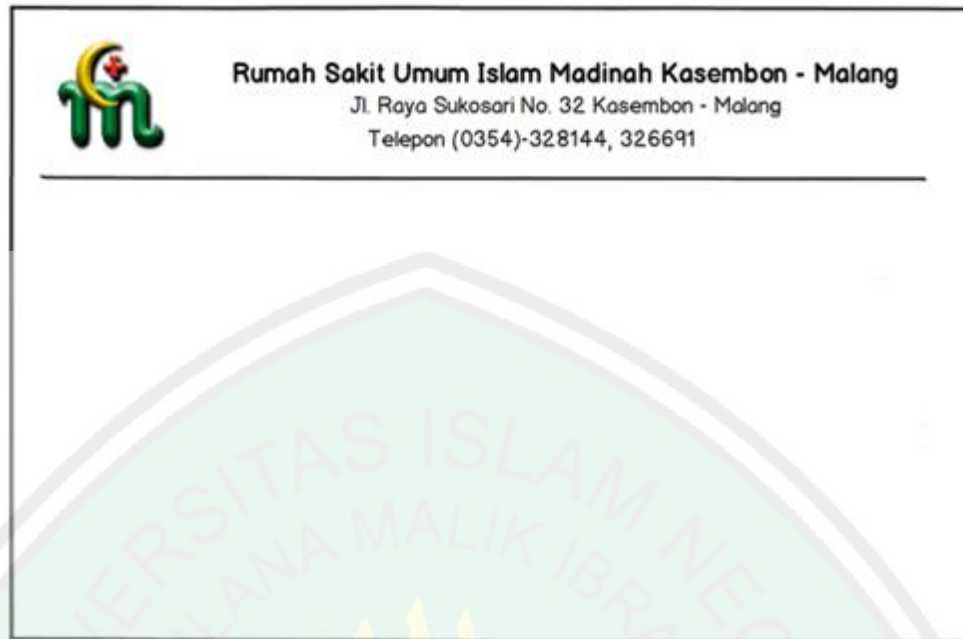 Rumah Sakit Umum Islam Madinah Kasembon - Malang
Jl. Raya Sukosari No. 32 Kasembon - Malang
Telepon (0354)-328144, 326691
ERSITAS ISLAM NEG
LANA MALIK IBRA